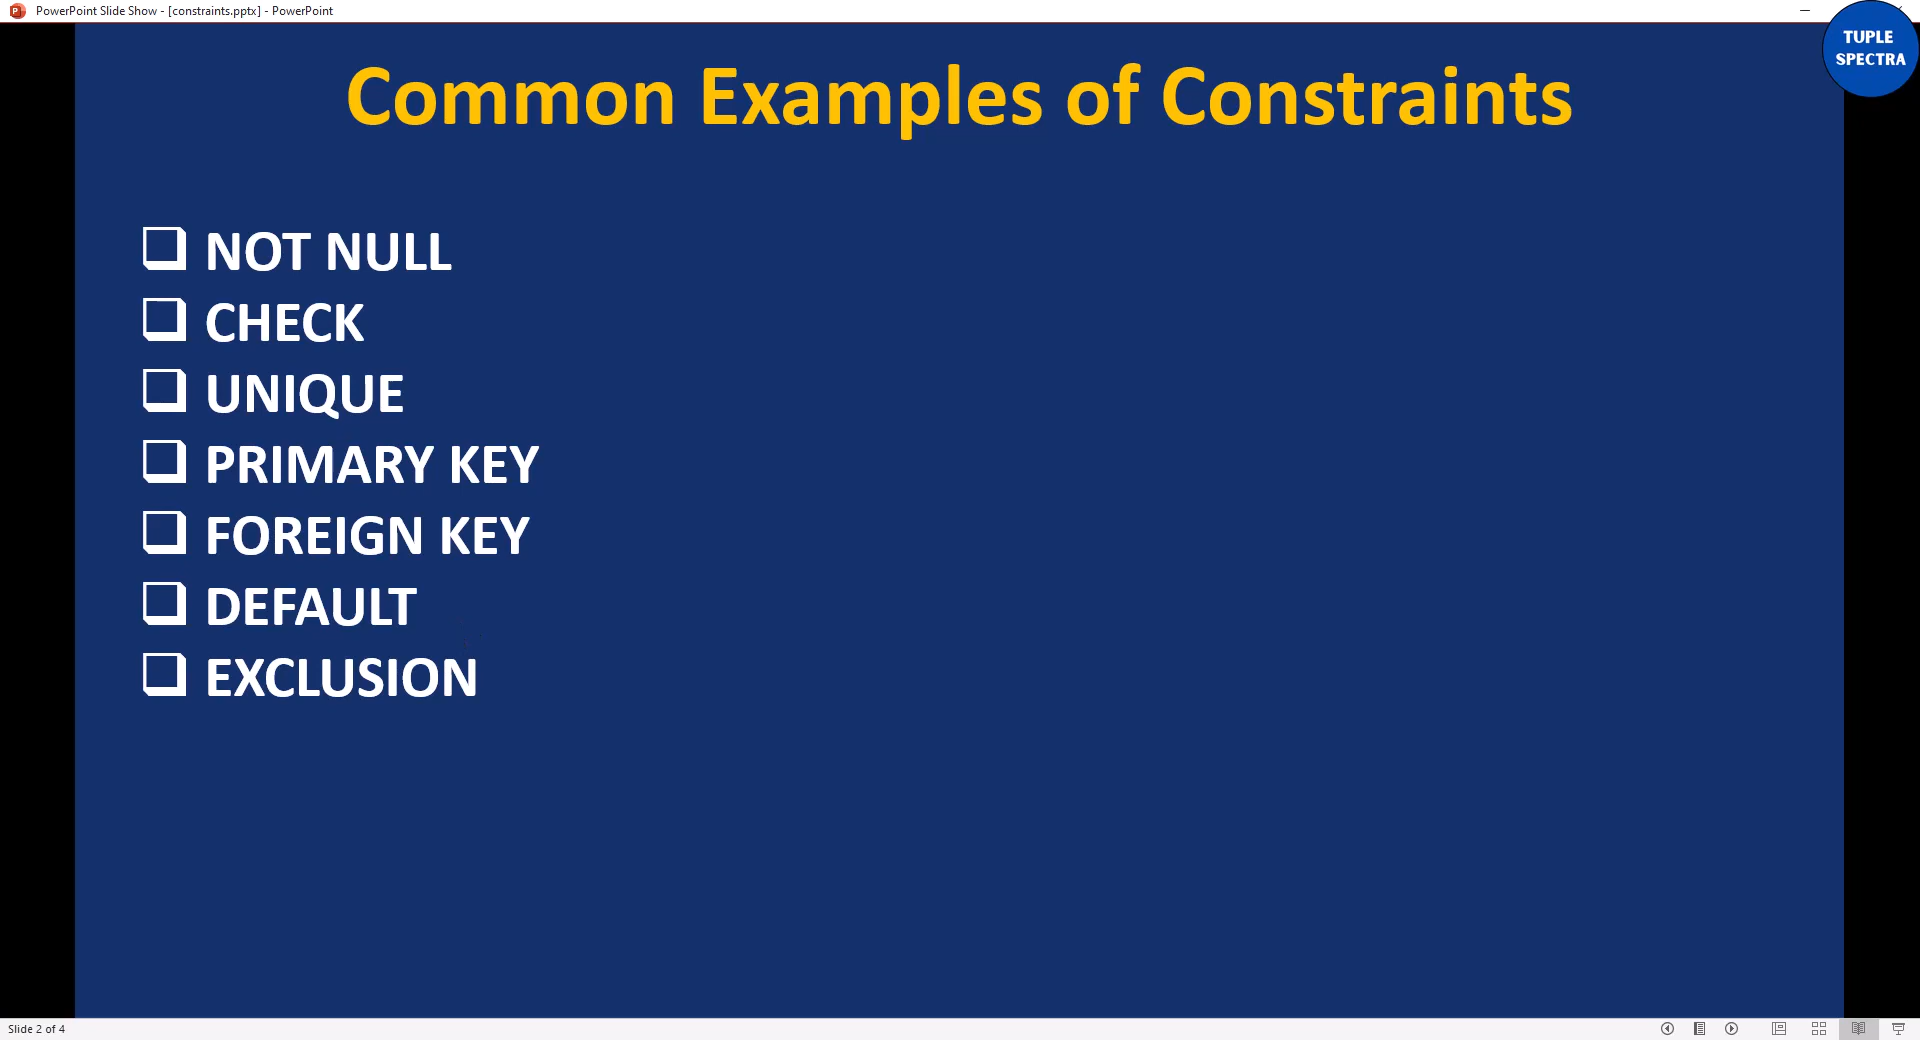 PowerPoint Slide Show - [constraints.pptx] - PowerPoint
TUPLE
SPECTRA
Common Examples of Constraints
NOT NULL
CHECK
UNIQUE
PRIMARY KEY
FOREIGN KEY
DEFAULT
EXCLUSION
Slide 2 of 4